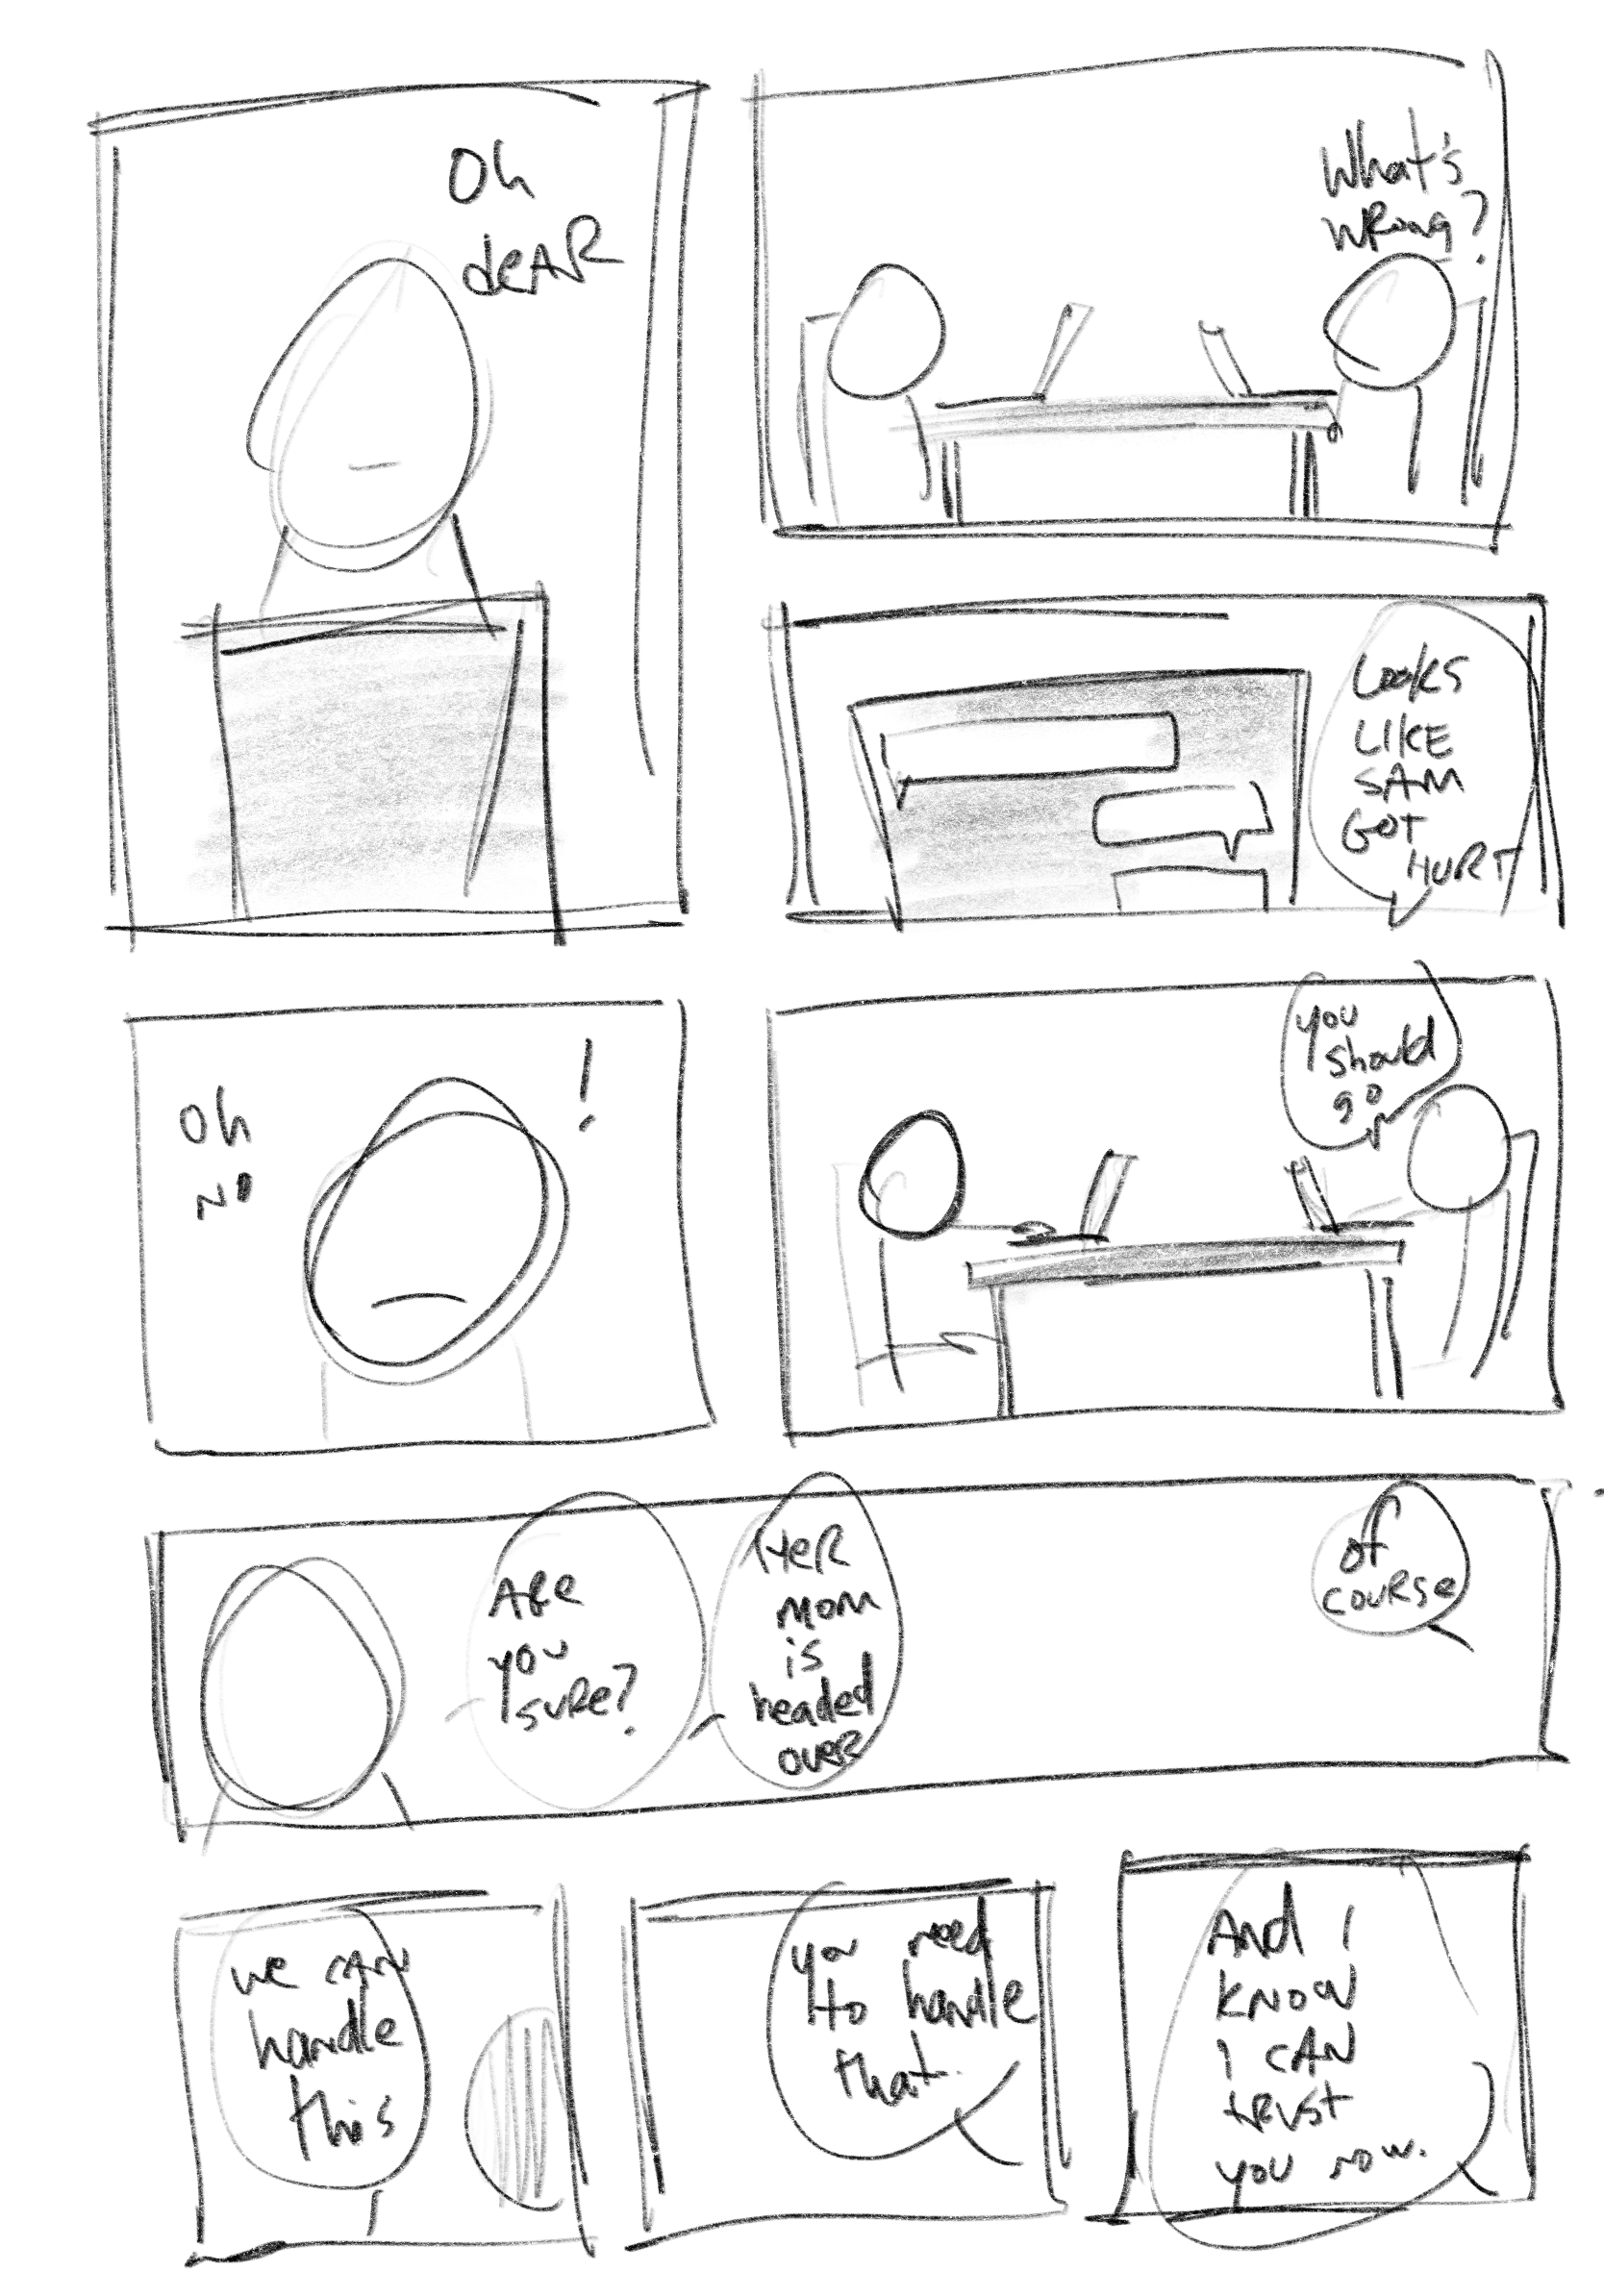 Oh
deAR
What's
wRong?
Looks
LIKE
SAM
GOT
HURT
Oh
NO
!
you
should
go
ARe
you
suRe?
HeR
mom
is
headed
oveR
of
couRse
we cAN
handle
this
you need
to handle
that.
And I
know
I cAN
tRust
you now.